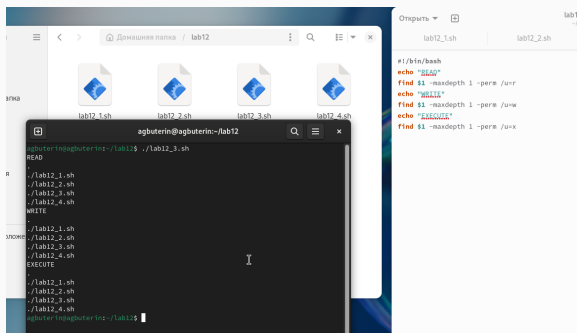 Домашняя папка / lab12
lab12_1.sh
lab12_2.sh
lab12_3.sh
lab12_4.sh
апка
я
оложе
agbuterin@agbuterin:~/lab12
agbuterin@agbuterin:~/lab12$ ./lab12_3.sh
READ
.
./lab12_1.sh
./lab12_2.sh
./lab12_3.sh
./lab12_4.sh
WRITE
.
./lab12_1.sh
./lab12_2.sh
./lab12_3.sh
./lab12_4.sh
EXECUTE
.
./lab12_1.sh
./lab12_2.sh
./lab12_3.sh
./lab12_4.sh
agbuterin@agbuterin:~/lab12$
Открыть
lab1
lab12_1.sh
lab12_2.sh
#!/bin/bash
echo "READ"
find $1 -maxdepth 1 -perm /u=r
echo "WRITE"
find $1 -maxdepth 1 -perm /u=w
echo "EXECUTE"
find $1 -maxdepth 1 -perm /u=x